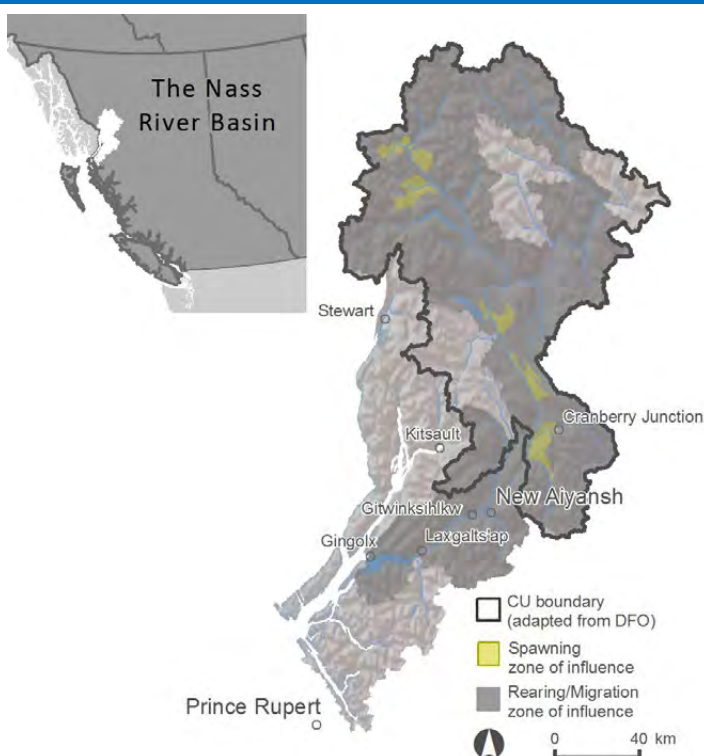 The Nass
River Basin
Stewart
Cranberry Junction
Kitsault
New Aiyansh
Gitwinksihlkw
Laxgalts'ap
Gingolx
CU boundary
(adapted from DFO)
Spawning
zone of influence
Rearing/Migration
zone of influence
Prince Rupert
0 40 km